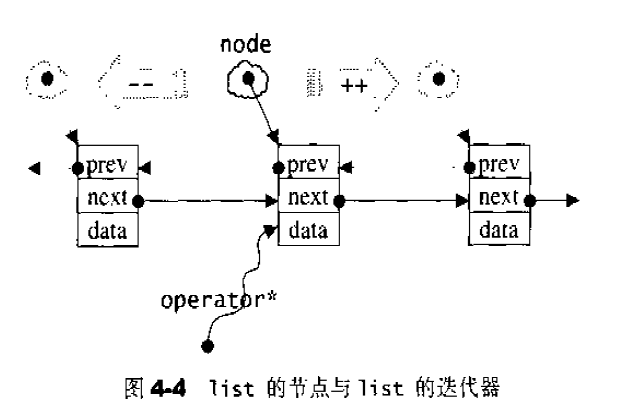 node
-- ++
prev prev prev
next next next
data data data
operator*
图 4-4 list 的节点与 list 的迭代器